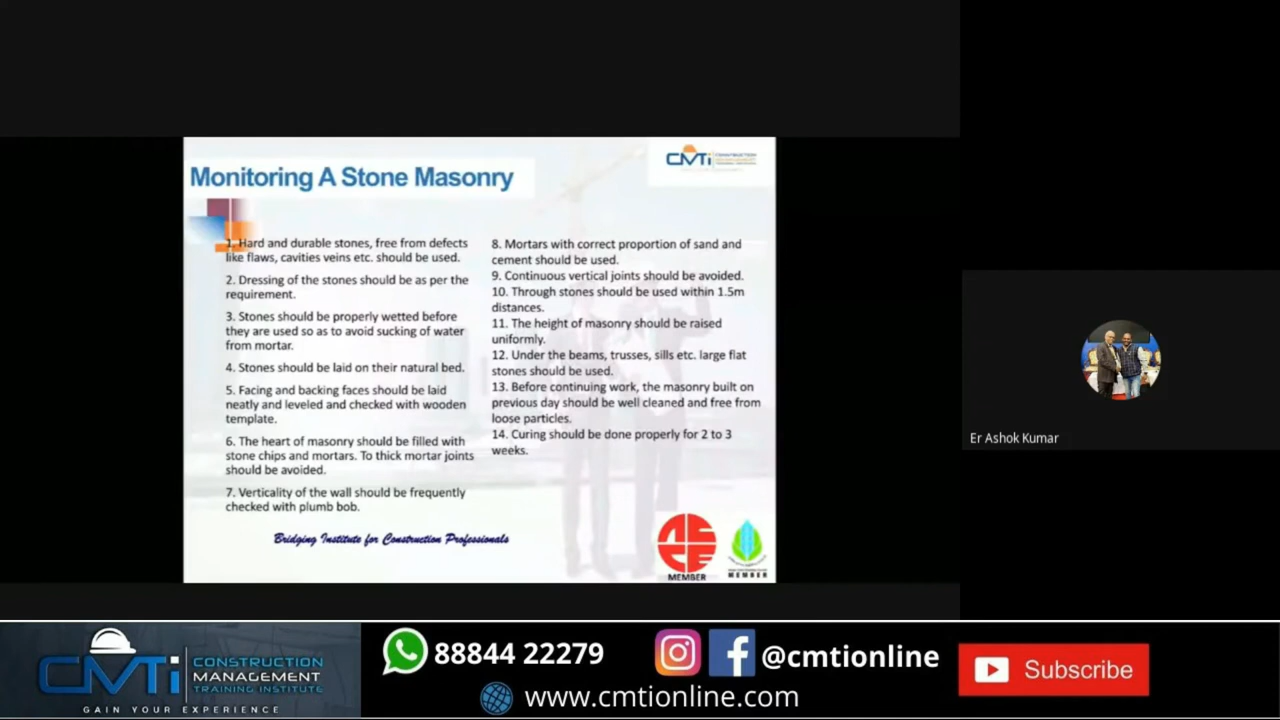 CMTi
CONSTRUCTION
Monitoring A Stone Masonry
1. Hard and durable stones, free from defects
like flaws, cavities veins etc. should be used.
2. Dressing of the stones should be as per the
requirement.
3. Stones should be properly wetted before
they are used so as to avoid sucking of water
from mortar.
4. Stones should be laid on their natural bed.
5. Facing and backing faces should be laid
neatly and leveled and checked with wooden
template.
6. The heart of masonry should be filled with
stone chips and mortars. To thick mortar joints
should be avoided.
7. Verticality of the wall should be frequently
checked with plumb bob.
8. Mortars with correct proportion of sand and
cement should be used.
9. Continuous vertical joints should be avoided.
10. Through stones should be used within 1.5m
distances.
11. The height of masonry should be raised
uniformly.
12. Under the beams, trusses, sills etc. large flat
stones should be used.
13. Before continuing work, the masonry built on
previous day should be well cleaned and free from
loose particles.
14. Curing should be done properly for 2 to 3
weeks.
Bridging Institute for Construction Professionals
MEMBER
MEMBER
Er Ashok Kumar
CMTi
CONSTRUCTION
MANAGEMENT
TRAINING INSTITUTE
GAIN YOUR EXPERIENCE
88844 22279
@cmtionline
www.cmtionline.com
Subscribe